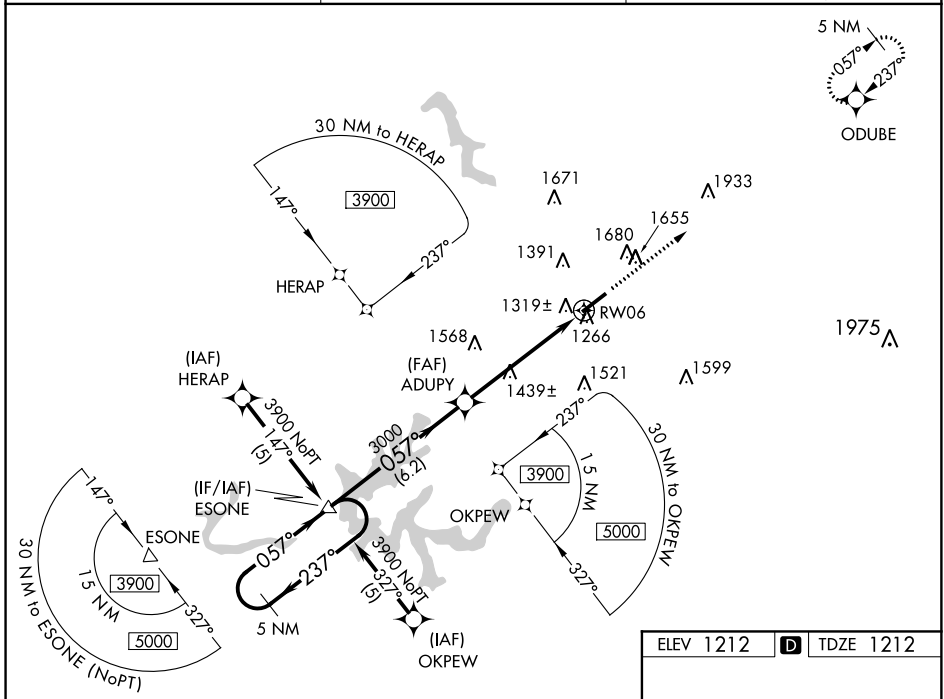 5 NM
057°
237°
ODUBE
30 NM to HERAP
3900
147°
237°
HERAP
1671
1933
1655
1680
1391
1319±
RW06
1266
1568
1975
(FAF)
ADUPY
1439±
1521
1599
(IAF)
HERAP
3900 NoPT
147°
(5)
3000
057°
(6.2)
237°
3900
15 NM
30 NM to OKPEW
5000
OKPEW
327°
(IF/IAF)
ESONE
147°
ESONE
3900
15 NM
327°
5000
30 NM to ESONE (NoPT)
057°
237°
5 NM
3900 NoPT
327°
(5)
(IAF)
OKPEW
ELEV 1212 D TDZE 1212